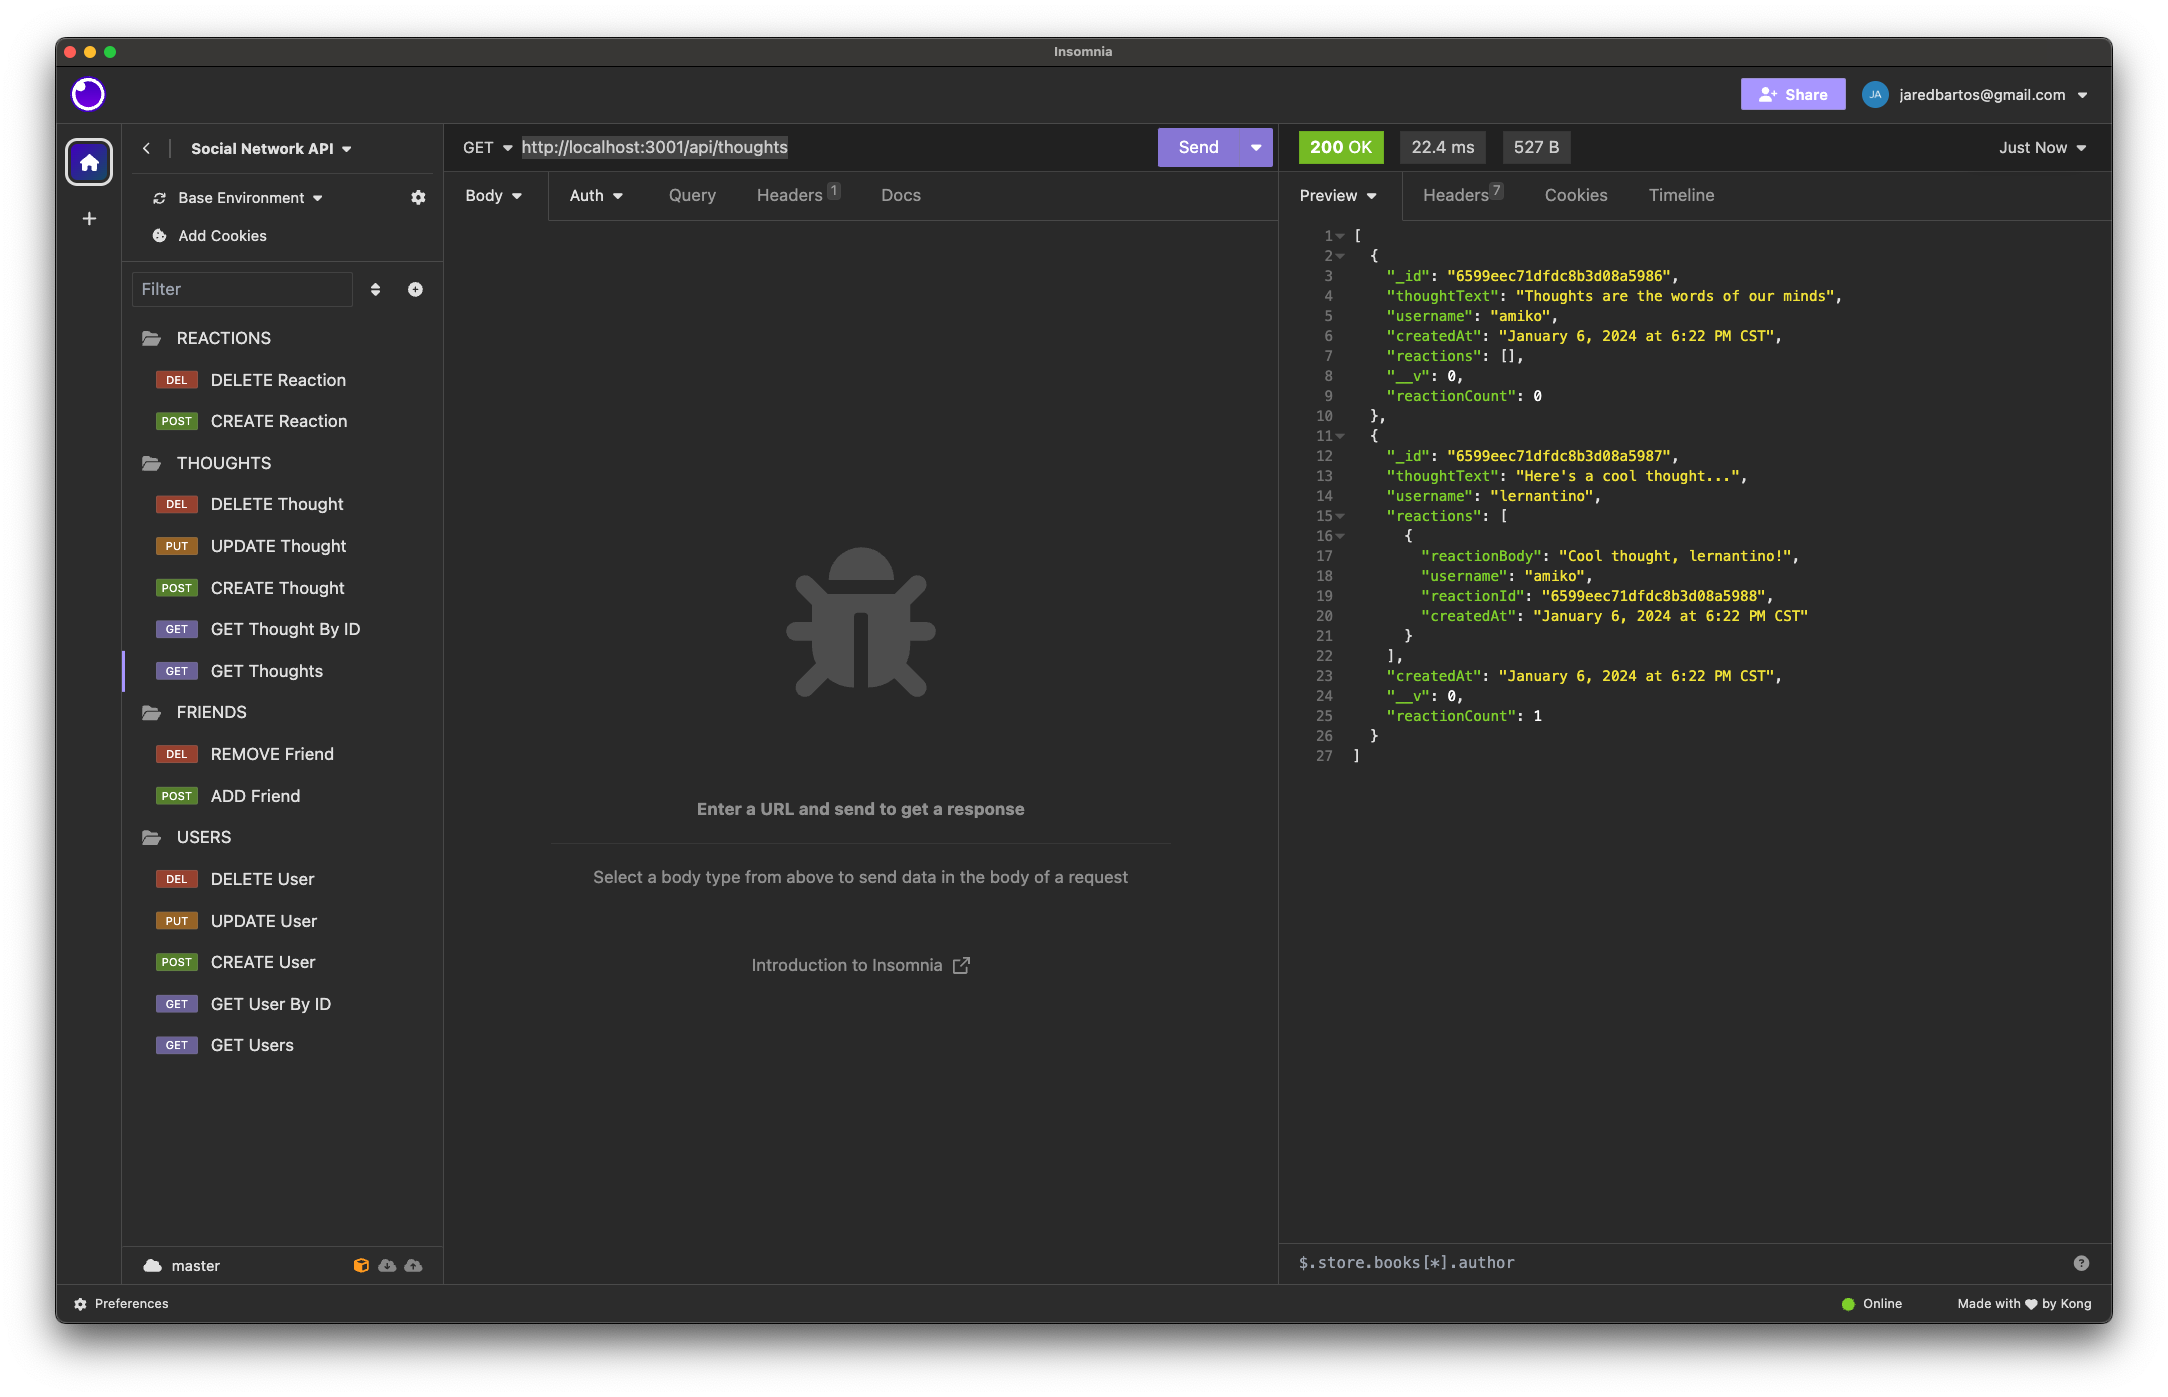 Insomnia
Share
JA
jaredbartos@gmail.com
Social Network API
Base Environment
Add Cookies
Filter
REACTIONS
DEL DELETE Reaction
POST CREATE Reaction
THOUGHTS
DEL DELETE Thought
PUT UPDATE Thought
POST CREATE Thought
GET GET Thought By ID
GET GET Thoughts
FRIENDS
DEL REMOVE Friend
POST ADD Friend
USERS
DEL DELETE User
PUT UPDATE User
POST CREATE User
GET GET User By ID
GET GET Users
master
GET http://localhost:3001/api/thoughts Send
Body Auth Query Headers 1 Docs
Enter a URL and send to get a response
Select a body type from above to send data in the body of a request
Introduction to Insomnia
200 OK 22.4 ms 527 B Just Now
Preview Headers 7 Cookies Timeline
1 [
2 {
3 "_id": "6599eec71dfdc8b3d08a5986",
4 "thoughtText": "Thoughts are the words of our minds",
5 "username": "amiko",
6 "createdAt": "January 6, 2024 at 6:22 PM CST",
7 "reactions": [],
8 "__v": 0,
9 "reactionCount": 0
10 },
11 {
12 "_id": "6599eec71dfdc8b3d08a5987",
13 "thoughtText": "Here's a cool thought...",
14 "username": "lernantino",
15 "reactions": [
16 {
17 "reactionBody": "Cool thought, lernantino!",
18 "username": "amiko",
19 "reactionId": "6599eec71dfdc8b3d08a5988",
20 "createdAt": "January 6, 2024 at 6:22 PM CST"
21 }
22 ],
23 "createdAt": "January 6, 2024 at 6:22 PM CST",
24 "__v": 0,
25 "reactionCount": 1
26 }
27 ]
$.store.books[*].author
Preferences
Online
Made with ♥ by Kong